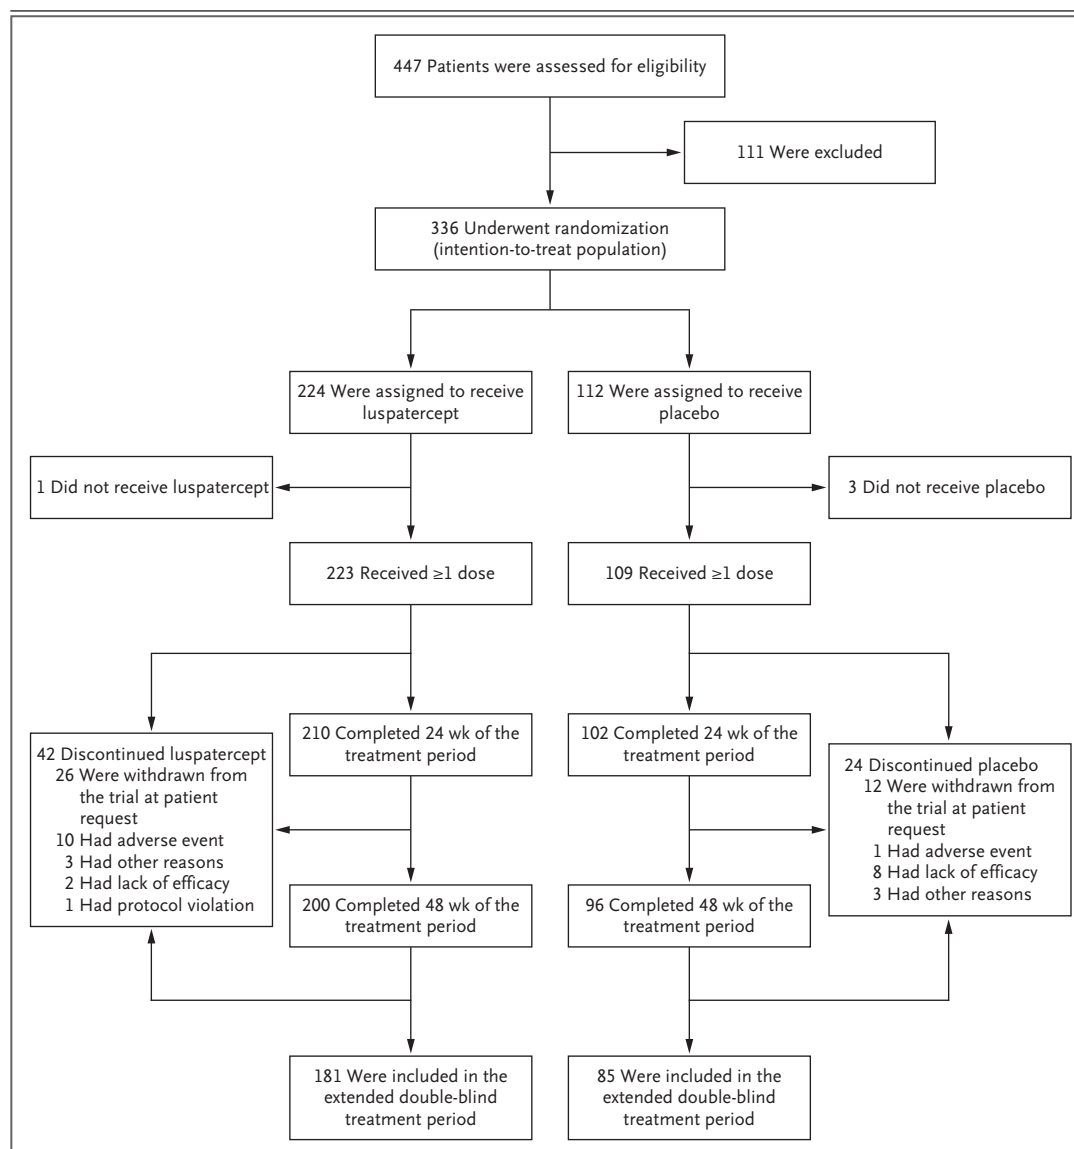 447 Patients were assessed for eligibility
111 Were excluded
336 Underwent randomization
(intention-to-treat population)
224 Were assigned to receive
luspatercept
112 Were assigned to receive
placebo
1 Did not receive luspatercept
3 Did not receive placebo
223 Received ≥1 dose
109 Received ≥1 dose
210 Completed 24 wk of the
treatment period
102 Completed 24 wk of the
treatment period
42 Discontinued luspatercept
26 Were withdrawn from
the trial at patient
request
10 Had adverse event
3 Had other reasons
2 Had lack of efficacy
1 Had protocol violation
24 Discontinued placebo
12 Were withdrawn from
the trial at patient
request
1 Had adverse event
8 Had lack of efficacy
3 Had other reasons
200 Completed 48 wk of the
treatment period
96 Completed 48 wk of the
treatment period
181 Were included in the
extended double-blind
treatment period
85 Were included in the
extended double-blind
treatment period